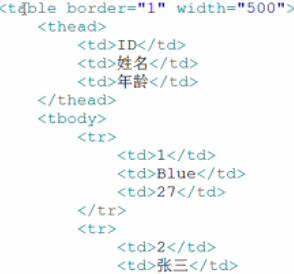 <table border="1" width="500">
<thead>
<td>ID</td>
<td>姓名</td>
<td>年龄</td>
</thead>
<tbody>
<tr>
<td>1</td>
<td>Blue</td>
<td>27</td>
</tr>
<tr>
<td>2</td>
<td>张三</td>